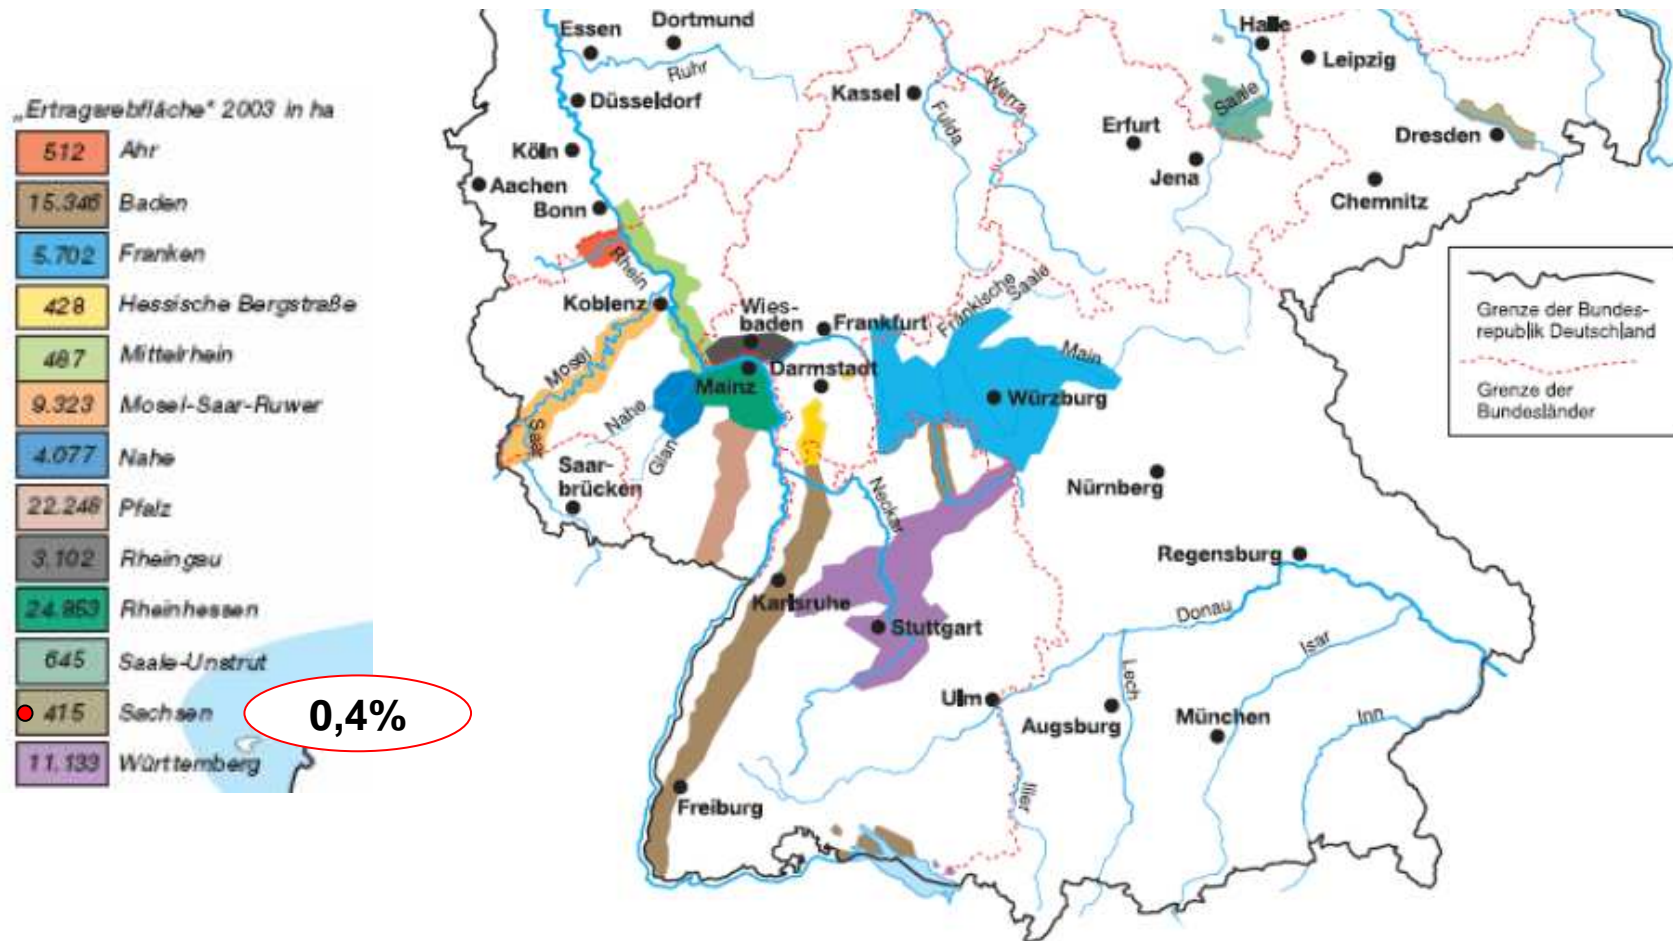 „Ertragsrebfläche" 2003 in ha
512 Ahr
15.346 Baden
5.702 Franken
428 Hessische Bergstraße
467 Mittelrhein
9.323 Mosel-Saar-Ruwer
4.077 Nahe
22.248 Pfalz
3.102 Rheingau
24.953 Rheinhessen
645 Saale-Unstrut
415 Sachsen
0,4%
11.133 Württemberg
Essen
Dortmund
Ruhr
Düsseldorf
Köln
Aachen
Bonn
Rhein
Koblenz
Mosel
Saar
Saar-
brücken
Nahe
Glan
Wies-
baden
Mainz
Frankfurt
Darmstadt
Kassel
Fulda
Werra
Erfurt
Jena
Saale
Halle
Leipzig
Dresden
Chemnitz
Fränkische
Saale
Main
Würzburg
Nürnberg
Neckar
Karlsruhe
Stuttgart
Freiburg
Ulm
Iller
Augsburg
Lech
Donau
Regensburg
Isar
München
Inn
Grenze der Bundes-
republik Deutschland
Grenze der
Bundesländer